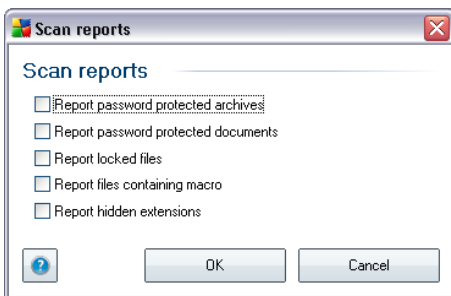 Scan reports
Scan reports
Report password protected archives
Report password protected documents
Report locked files
Report files containing macro
Report hidden extensions
?
OK
Cancel